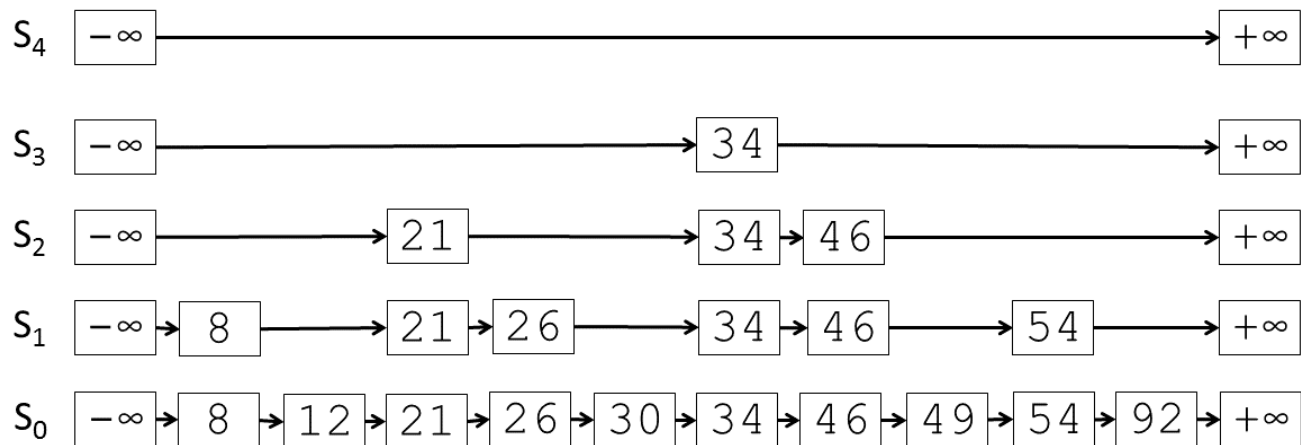 S₄ −∞ +∞
S₃ −∞ 34 +∞
S₂ −∞ 21 34 46 +∞
S₁ −∞ 8 21 26 34 46 54 +∞
S₀ −∞ 8 12 21 26 30 34 46 49 54 92 +∞